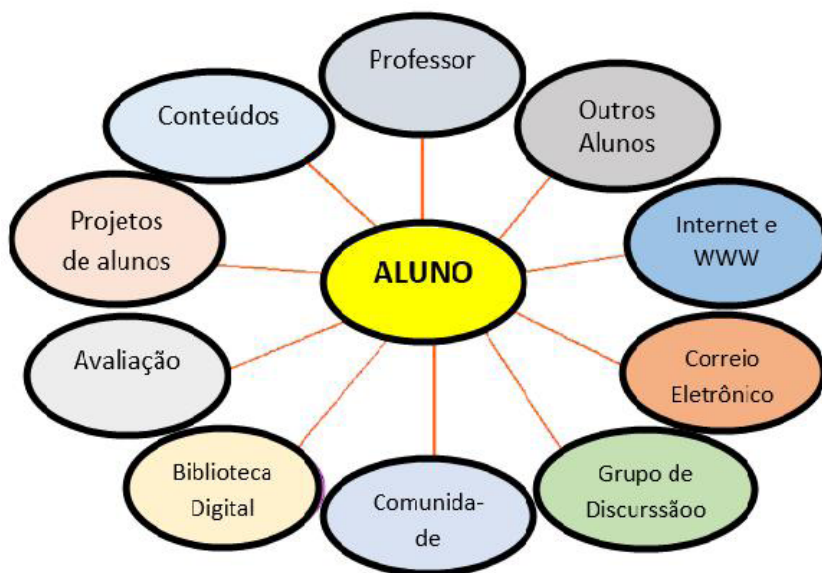 Professor
Conteúdos
Outros
Alunos
Projetos
de alunos
ALUNO
Internet e
WWW
Avaliação
Correio
Eletrônico
Biblioteca
Digital
Comunida-
de
Grupo de
Discurssãoo